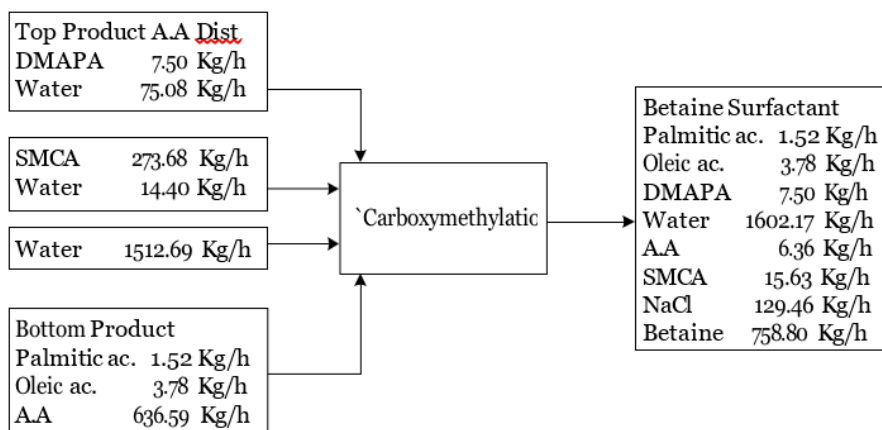 Top Product A.A Dist
DMAPA 7.50 Kg/h
Water 75.08 Kg/h
SMCA 273.68 Kg/h
Water 14.40 Kg/h
Water 1512.69 Kg/h
Bottom Product
Palmitic ac. 1.52 Kg/h
Oleic ac. 3.78 Kg/h
A.A 636.59 Kg/h
`Carboxymethylatio
Betaine Surfactant
Palmitic ac. 1.52 Kg/h
Oleic ac. 3.78 Kg/h
DMAPA 7.50 Kg/h
Water 1602.17 Kg/h
A.A 6.36 Kg/h
SMCA 15.63 Kg/h
NaCl 129.46 Kg/h
Betaine 758.80 Kg/h